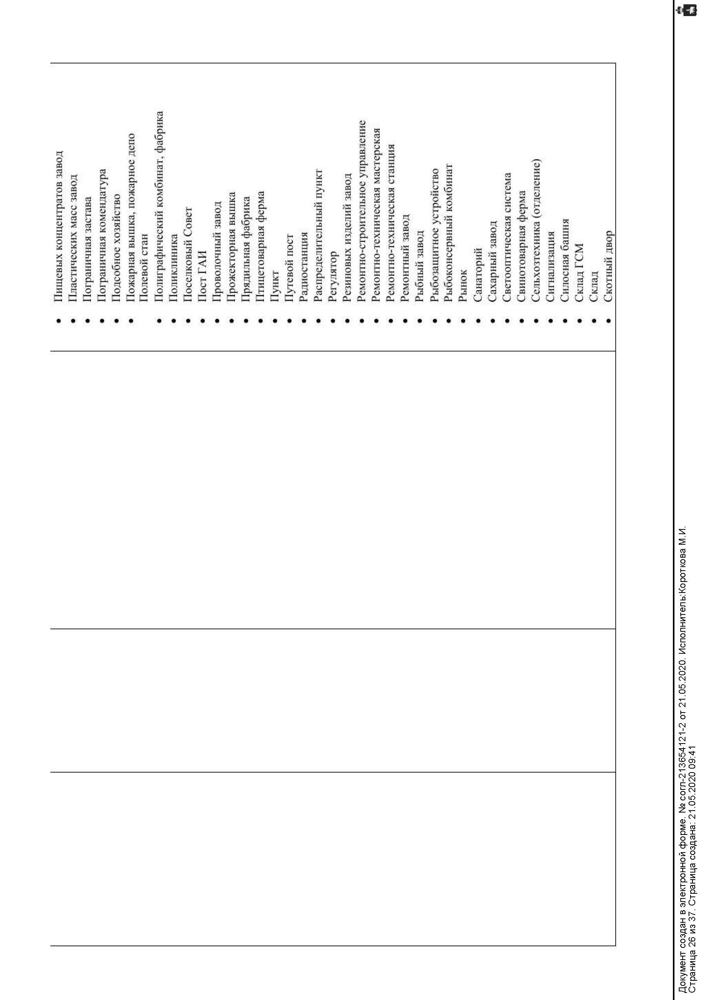 • Пищевых концентратов завод
• Пластических масс завод
• Пограничная застава
• Пограничная комендатура
• Подсобное хозяйство
• Пожарная вышка, пожарное депо
Полевой стан
• Полиграфический комбинат, фабрика
• Поликлиника
• Поселковый Совет
• Пост ГАИ
• Проволочный завод
• Прожекторная вышка
• Прядильная фабрика
• Птицетоварная ферма
• Пункт
• Путевой пост
• Радиостанция
• Распределительный пункт
• Регулятор
• Резиновых изделий завод
• Ремонтно-строительное управление
• Ремонтно-техническая мастерская
• Ремонтно-техническая станция
• Ремонтный завод
• Рыбный завод
• Рыбозащитное устройство
• Рыбоконсервный комбинат
• Рынок
• Санаторий
• Сахарный завод
• Светооптическая система
• Свинотоварная ферма
• Сельхозтехника (отделение)
• Сигнализация
• Силосная башня
• Склад ГСМ
• Склад
• Скотный двор
Документ создан в электронной форме. № согл-213654121-2 от 21.05.2020. Исполнитель:Короткова М.И.
Страница 26 из 37. Страница создана: 21.05.2020 09:41